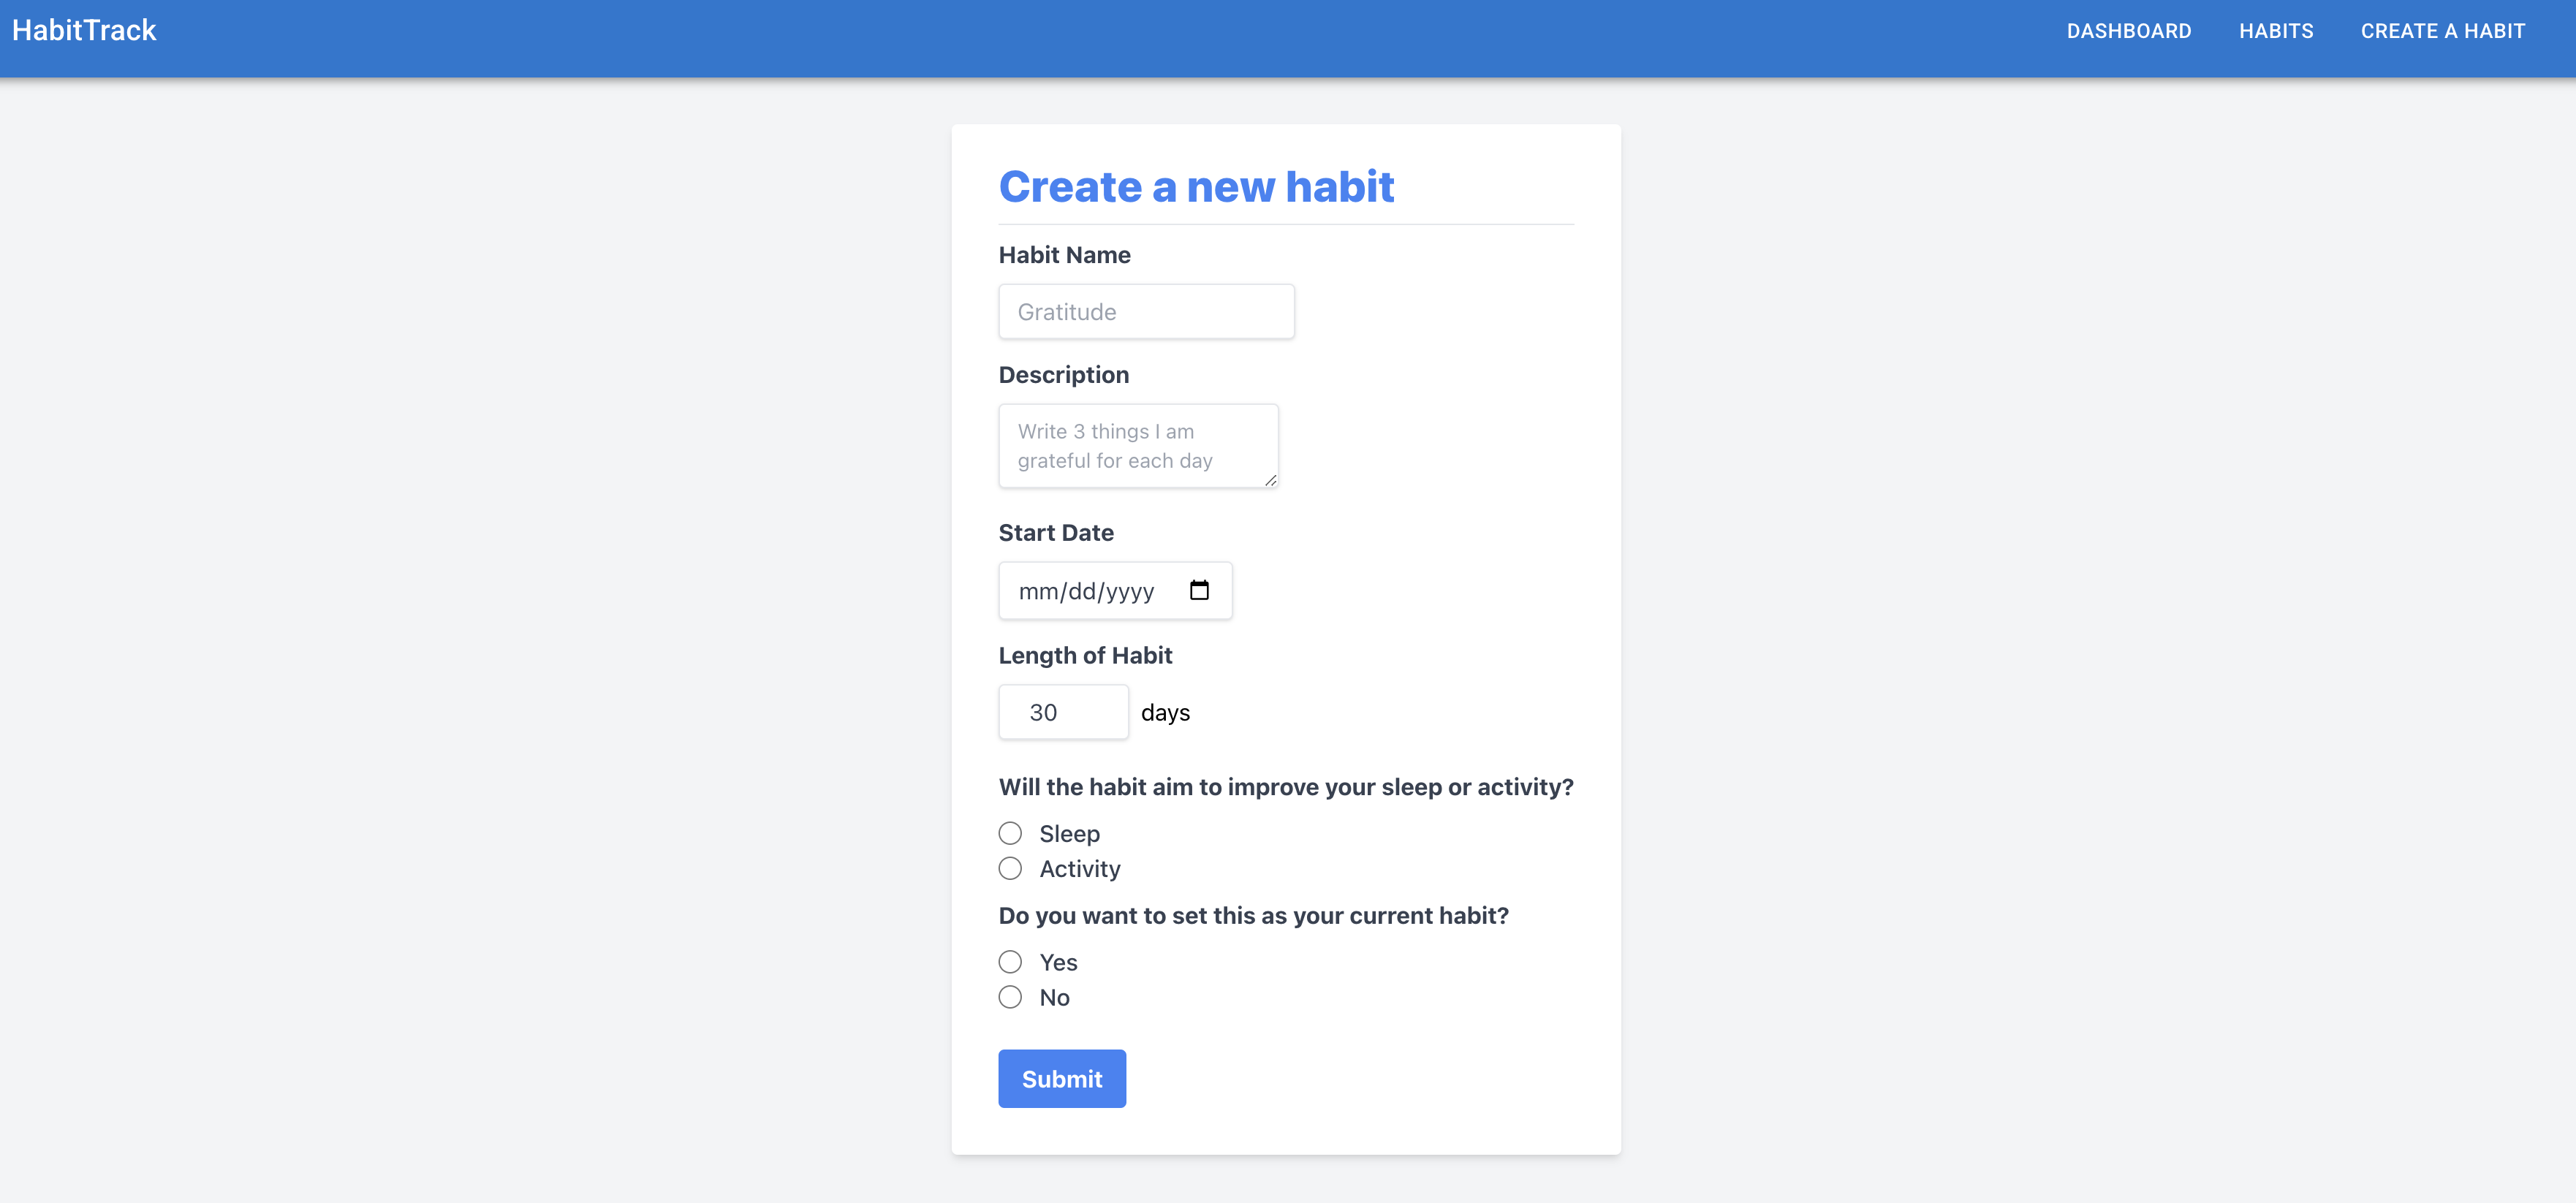 HabitTrack
DASHBOARD HABITS CREATE A HABIT
Create a new habit
Habit Name
Gratitude
Description
Write 3 things I am
grateful for each day
Start Date
mm/dd/yyyy
Length of Habit
30 days
Will the habit aim to improve your sleep or activity?
Sleep
Activity
Do you want to set this as your current habit?
Yes
No
Submit